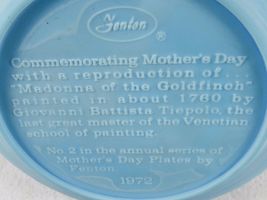 Fenton
®
Commemorating Mother's Day
with a reproduction of...
"Madonna of the Goldfinch"
painted in about 1760 by
Giovanni Battista Tiepolo, the
last great master of the Venetian
school of painting.
No. 2 in the annual series of
Mother's Day Plates by
Fenton.
1972